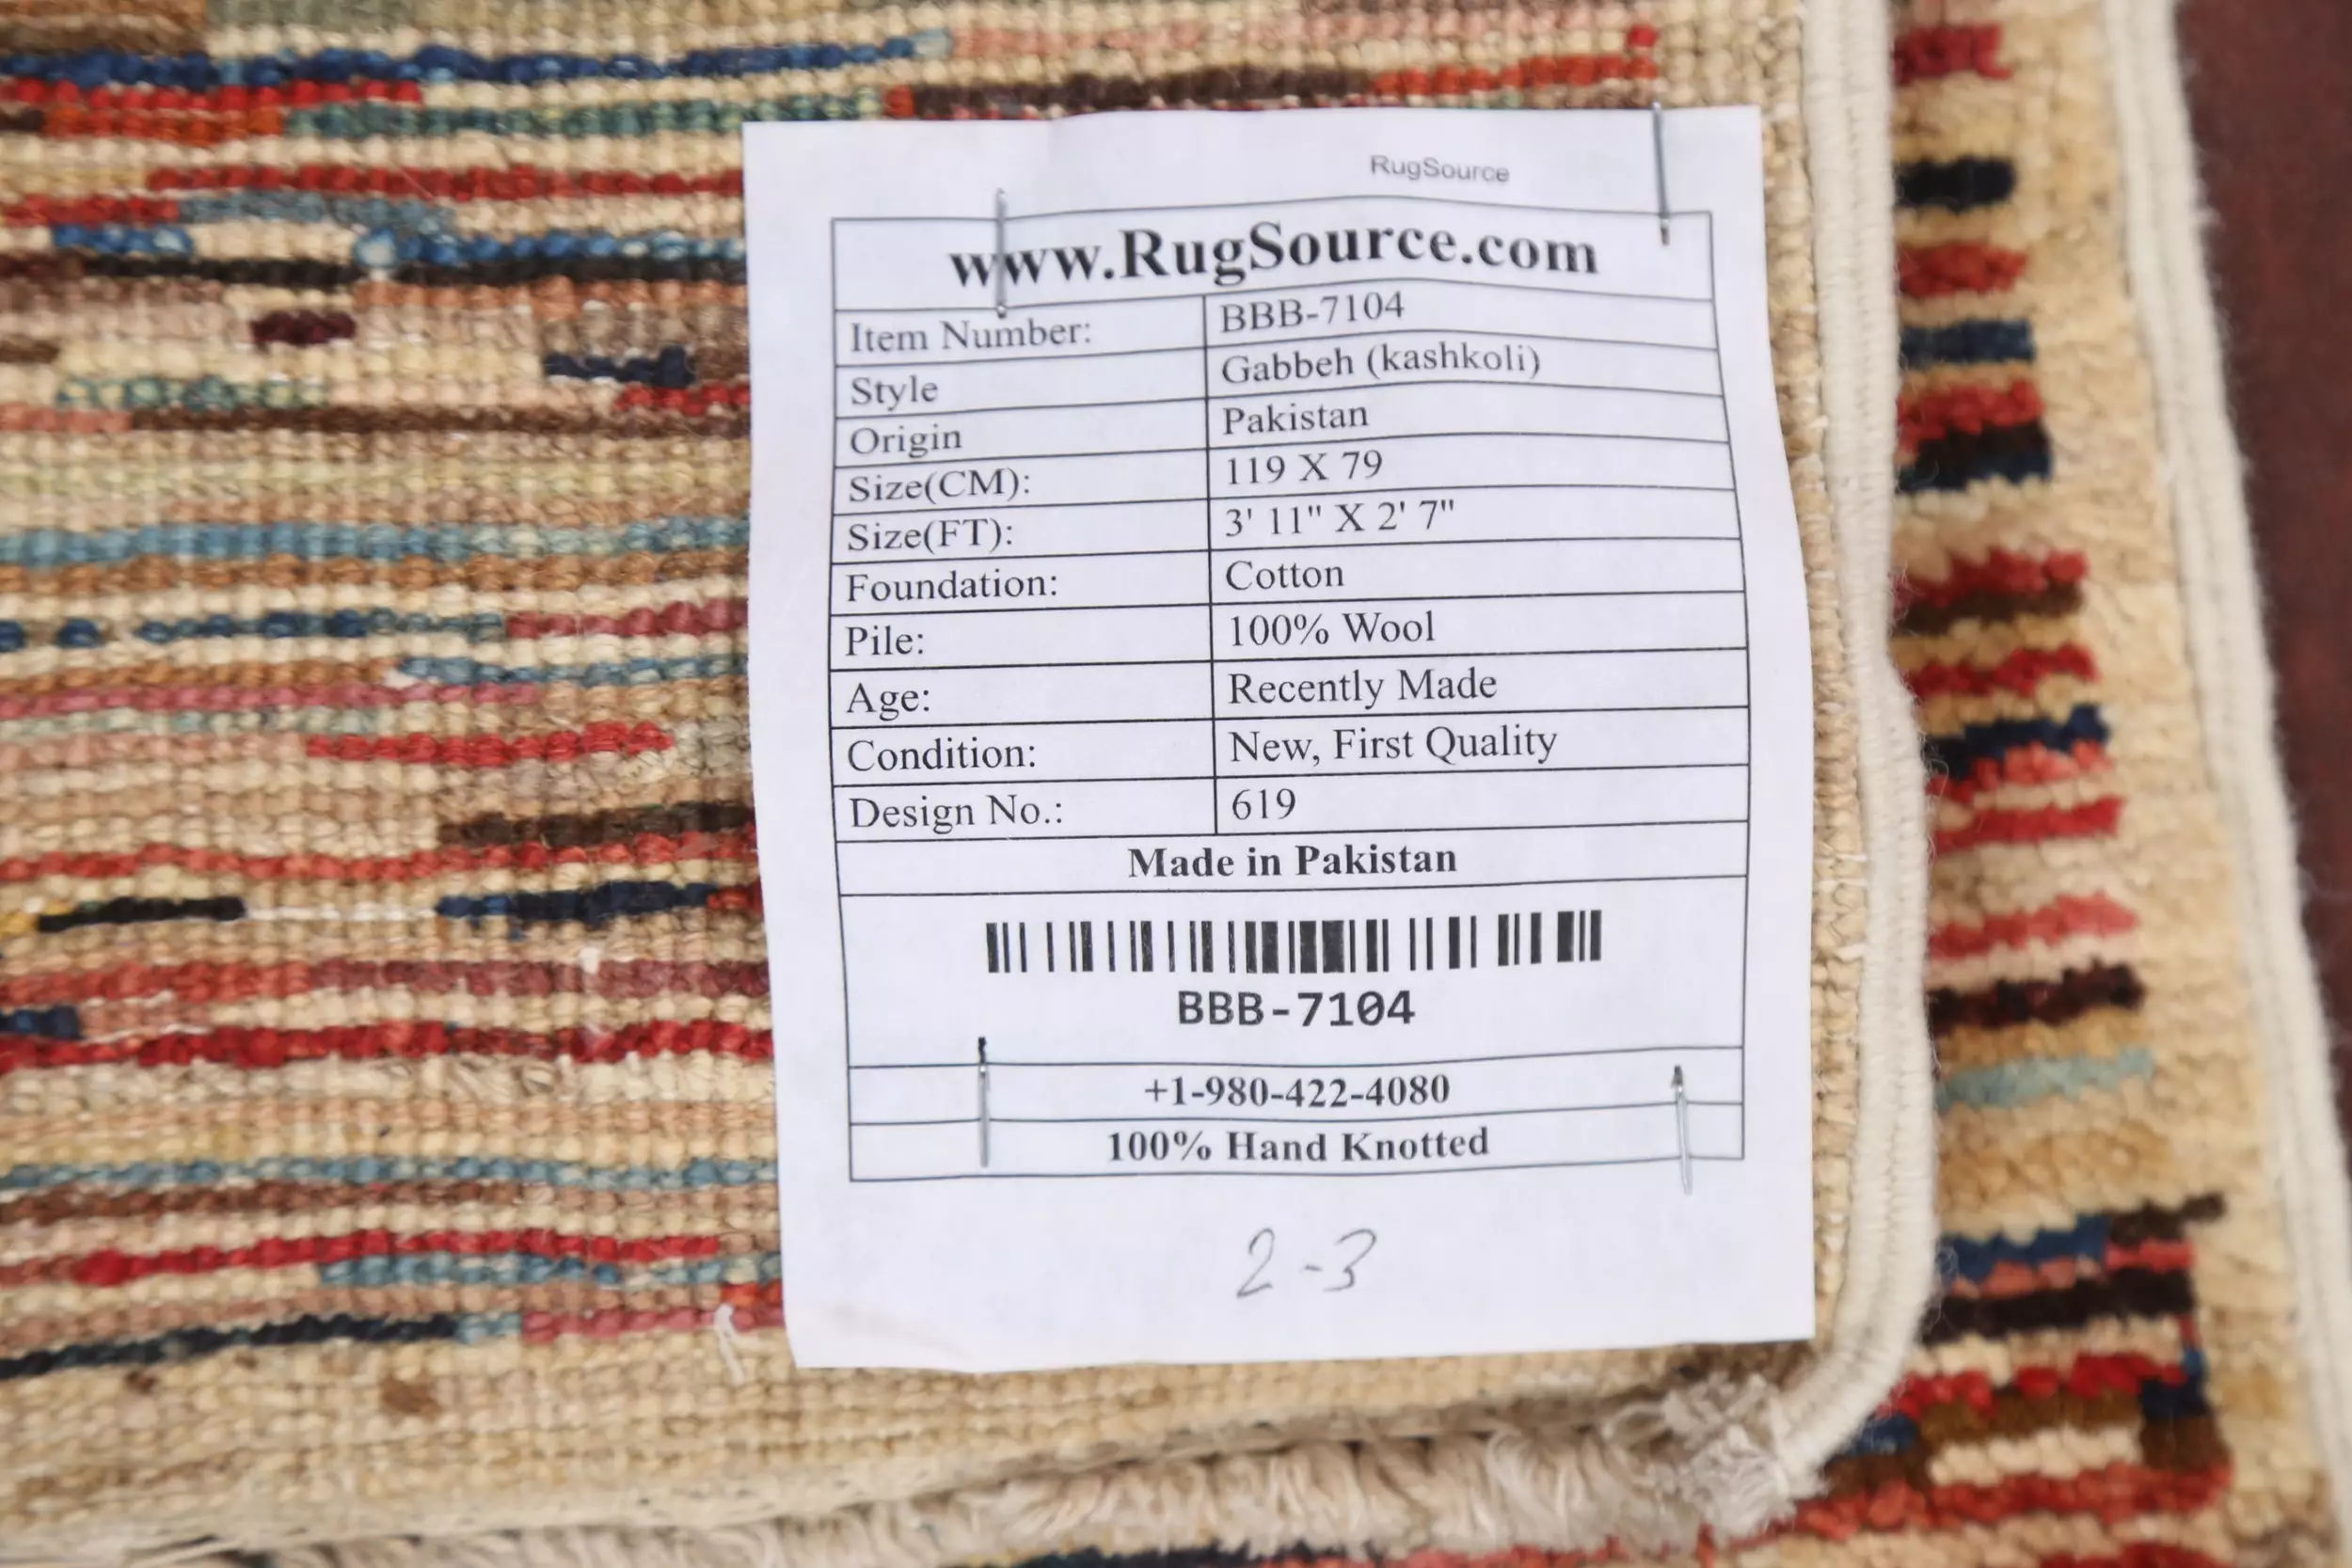 RugSource
www.RugSource.com
Item Number: BBB-7104
Style Gabbeh (kashkoli)
Origin Pakistan
Size(CM): 119 X 79
Size(FT): 3' 11" X 2' 7"
Foundation: Cotton
Pile: 100% Wool
Age: Recently Made
Condition: New, First Quality
Design No.: 619
Made in Pakistan
BBB-7104
+1-980-422-4080
100% Hand Knotted
2-3